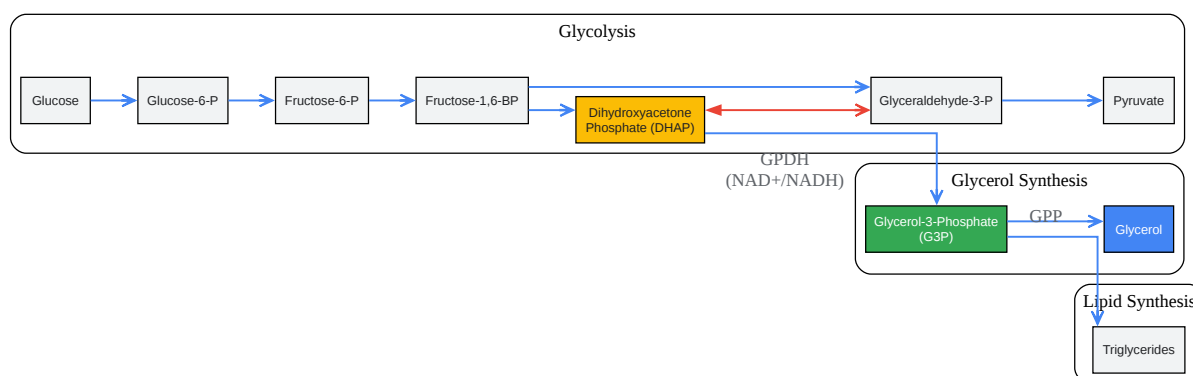 Glycolysis
Glucose
Glucose-6-P
Fructose-6-P
Fructose-1,6-BP
Dihydroxyacetone
Phosphate (DHAP)
Glyceraldehyde-3-P
Pyruvate
GPDH
(NAD+/NADH)
Glycerol Synthesis
Glycerol-3-Phosphate
(G3P)
GPP
Glycerol
Lipid Synthesis
Triglycerides